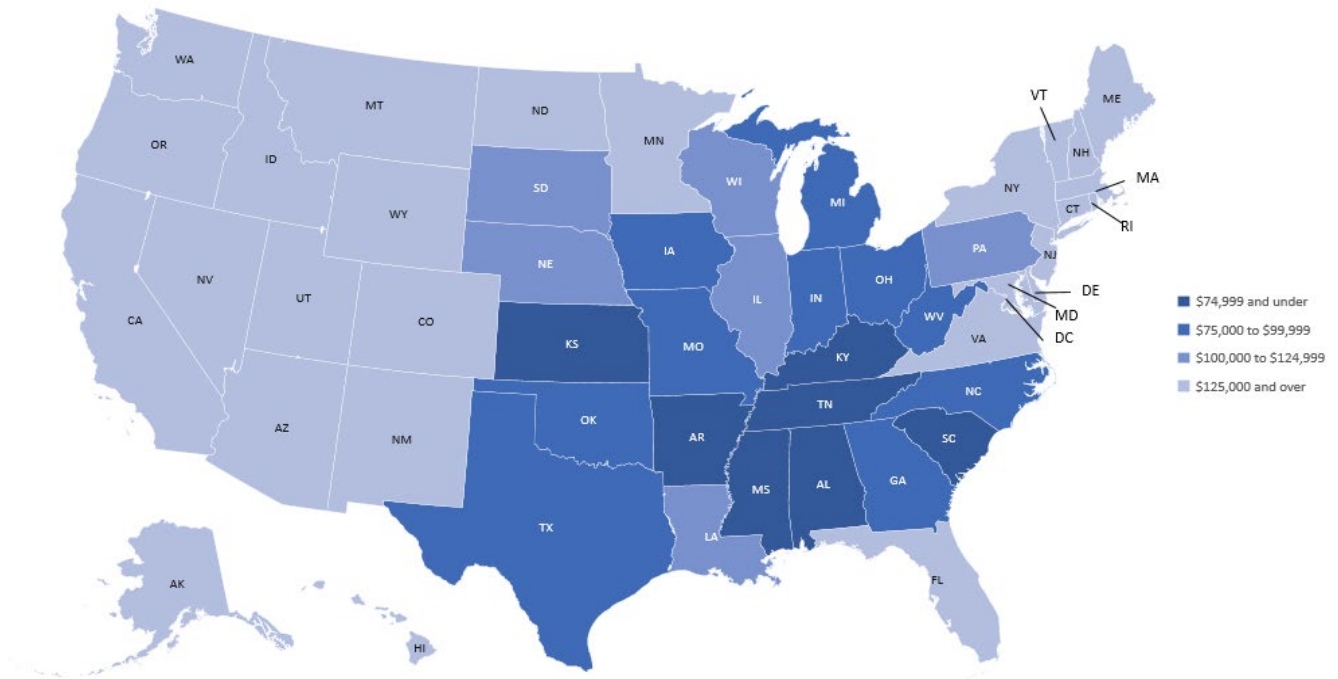 WA
MT
ND
MN
VT
ME
OR
ID
SD
WI
MI
NY
NH
MA
WY
CT
RI
IA
PA
NJ
NE
NV
UT
CO
IL
IN
OH
DE
MD
DC
CA
KS
MO
WV
VA
KY
$74,999 and under
$75,000 to $99,999
$100,000 to $124,999
$125,000 and over
AZ
NM
OK
AR
TN
NC
SC
MS
AL
GA
TX
LA
AK
FL
HI